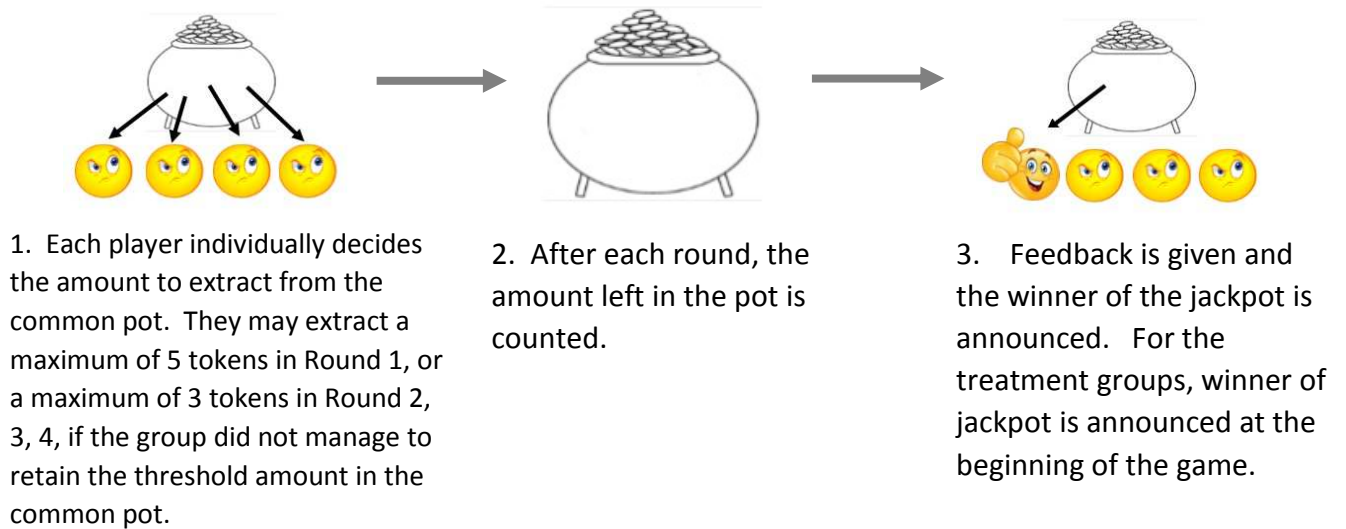 1. Each player individually decides
the amount to extract from the
common pot. They may extract a
maximum of 5 tokens in Round 1, or
a maximum of 3 tokens in Round 2,
3, 4, if the group did not manage to
retain the threshold amount in the
common pot.
2. After each round, the
amount left in the pot is
counted.
3. Feedback is given and
the winner of the jackpot is
announced. For the
treatment groups, winner of
jackpot is announced at the
beginning of the game.